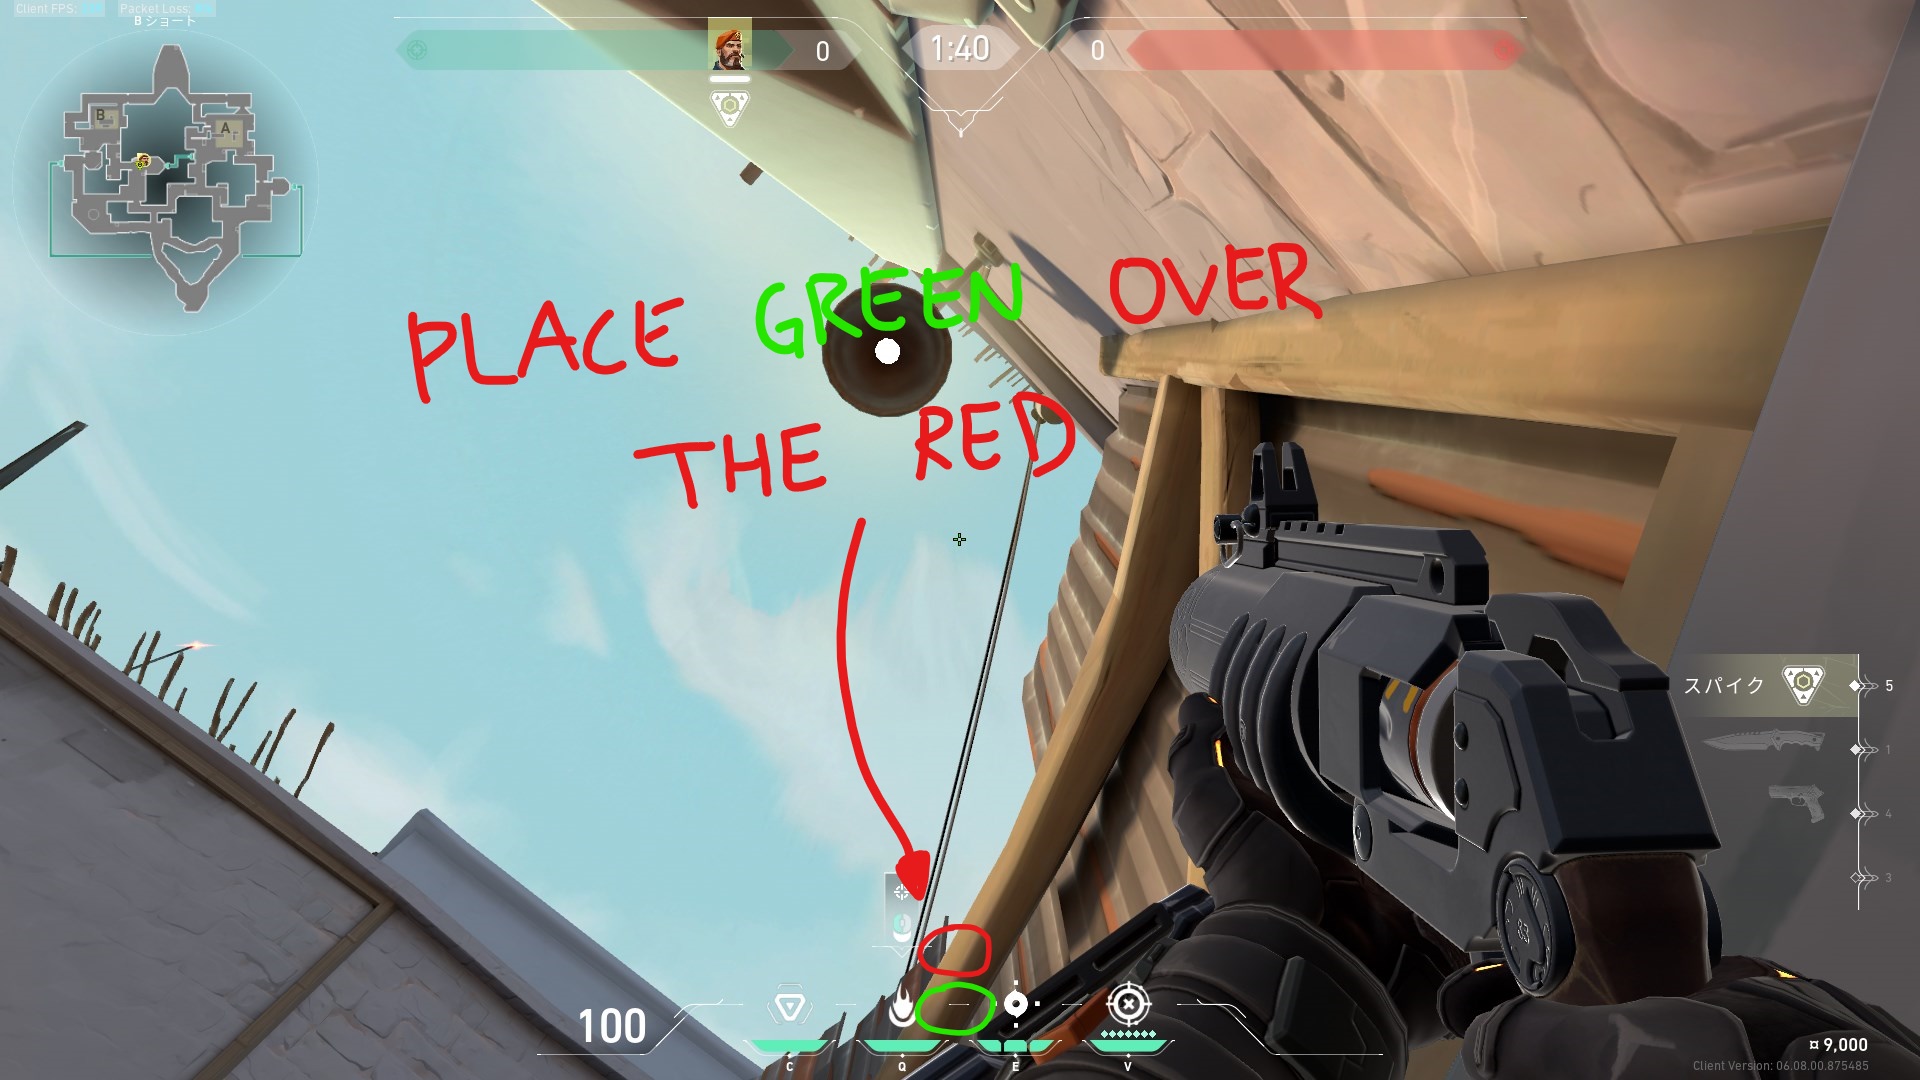 Client FPS:
Packet Loss:
B ショート
B
A
0
1:40
0
PLACE GREEN OVER
THE RED
スパイク
5
1
4
3
83
100
C
Q
E
V
¤ 9,000
Client Version: 06.08.00.875485